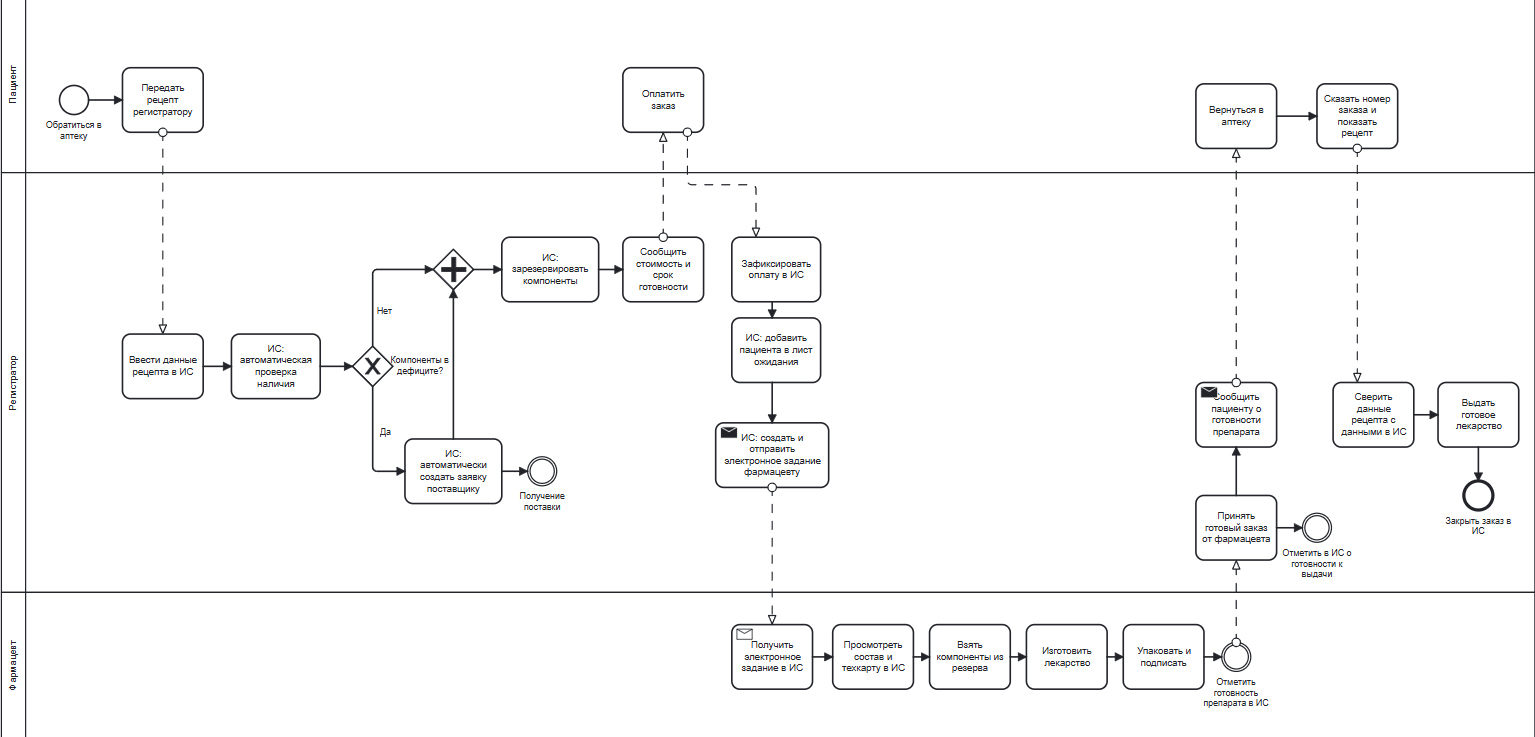 Пациент
Обратиться в
аптеку
Передать
рецепт
регистратору
Оплатить
заказ
Вернуться в
аптеку
Сказать номер
заказа и
показать
рецепт
Регистратор
Ввести данные
рецепта в ИС
ИС:
автоматическая
проверка
наличия
Нет
Компоненты в
дефиците?
Да
ИС:
автоматически
создать заявку
поставщику
Получение
поставки
ИС:
зарезервировать
компоненты
Сообщить
стоимость и
срок
готовности
Зафиксировать
оплату в ИС
ИС: добавить
пациента в лист
ожидания
ИС: создать и
отправить
электронное задание
фармацевту
Сообщить
пациенту о
готовности
препарата
Принять
готовый заказ
от фармацевта
Отметить в ИС о
готовности к
выдачи
Сверить
данные
рецепта с
данными в ИС
Выдать
готовое
лекарство
Закрыть заказ в
ИС
Фармацевт
Получить
электронное
задание в ИС
Просмотреть
состав и
техкарту в ИС
Взять
компоненты из
резерва
Изготовить
лекарство
Упаковать и
подписать
Отметить
готовность
препарата в ИС